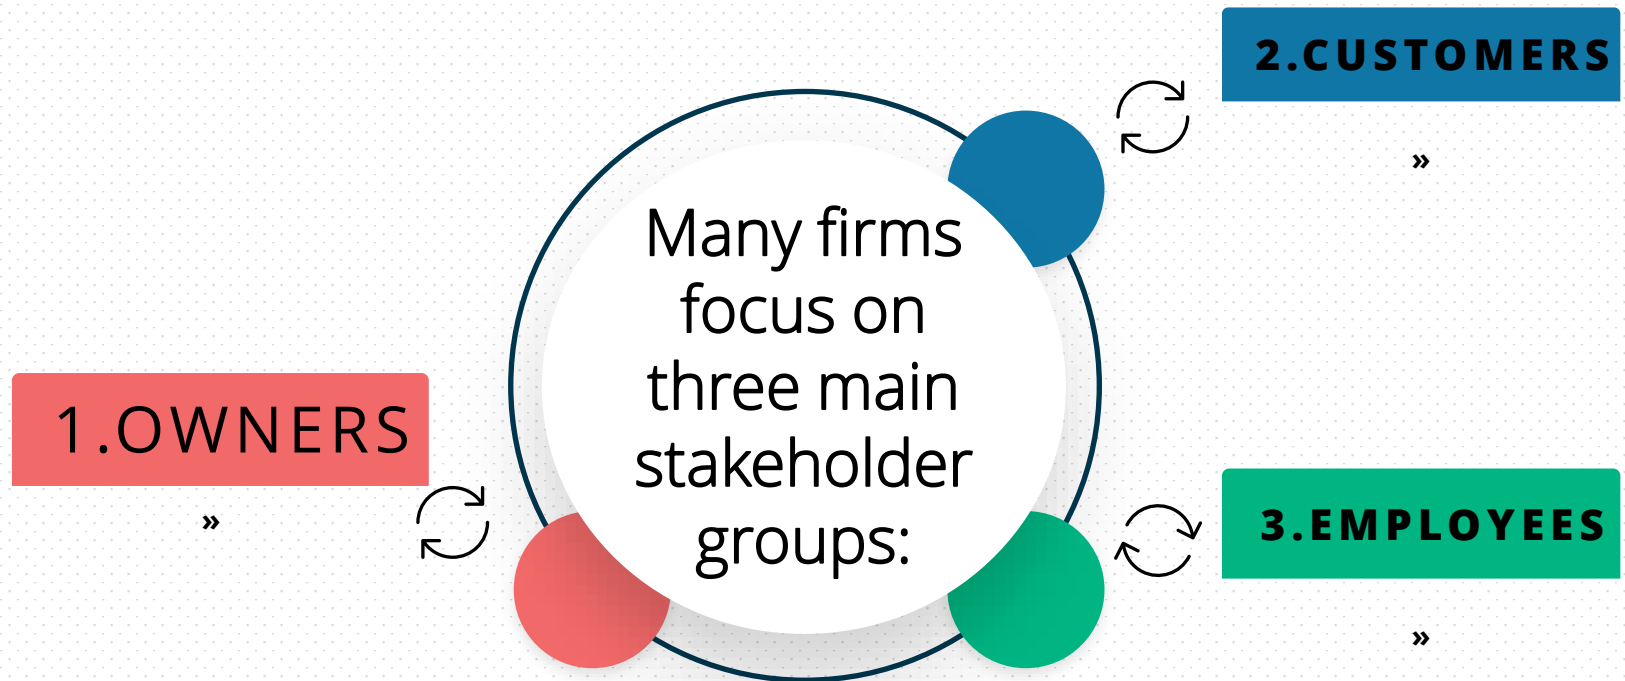 Many firms
focus on
three main
stakeholder
groups:
1.OWNERS
»
2.CUSTOMERS
»
3.EMPLOYEES
»